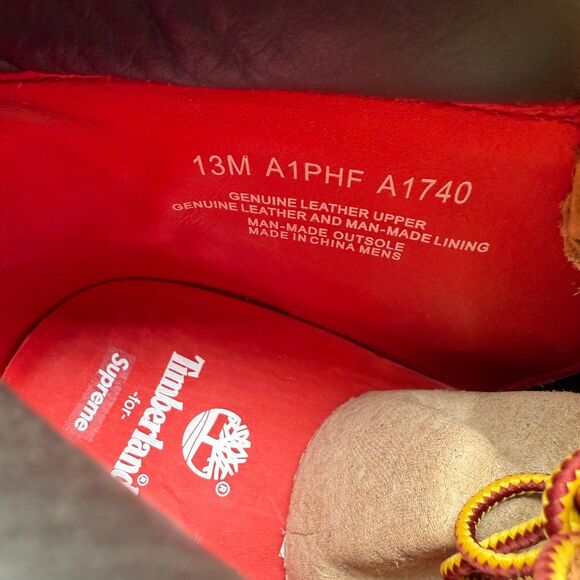 13M A1PHF A1740
GENUINE LEATHER UPPER
GENUINE LEATHER AND MAN-MADE LINING
MAN-MADE OUTSOLE
MADE IN CHINA MENS
Supreme
-for-
Timberland®
®